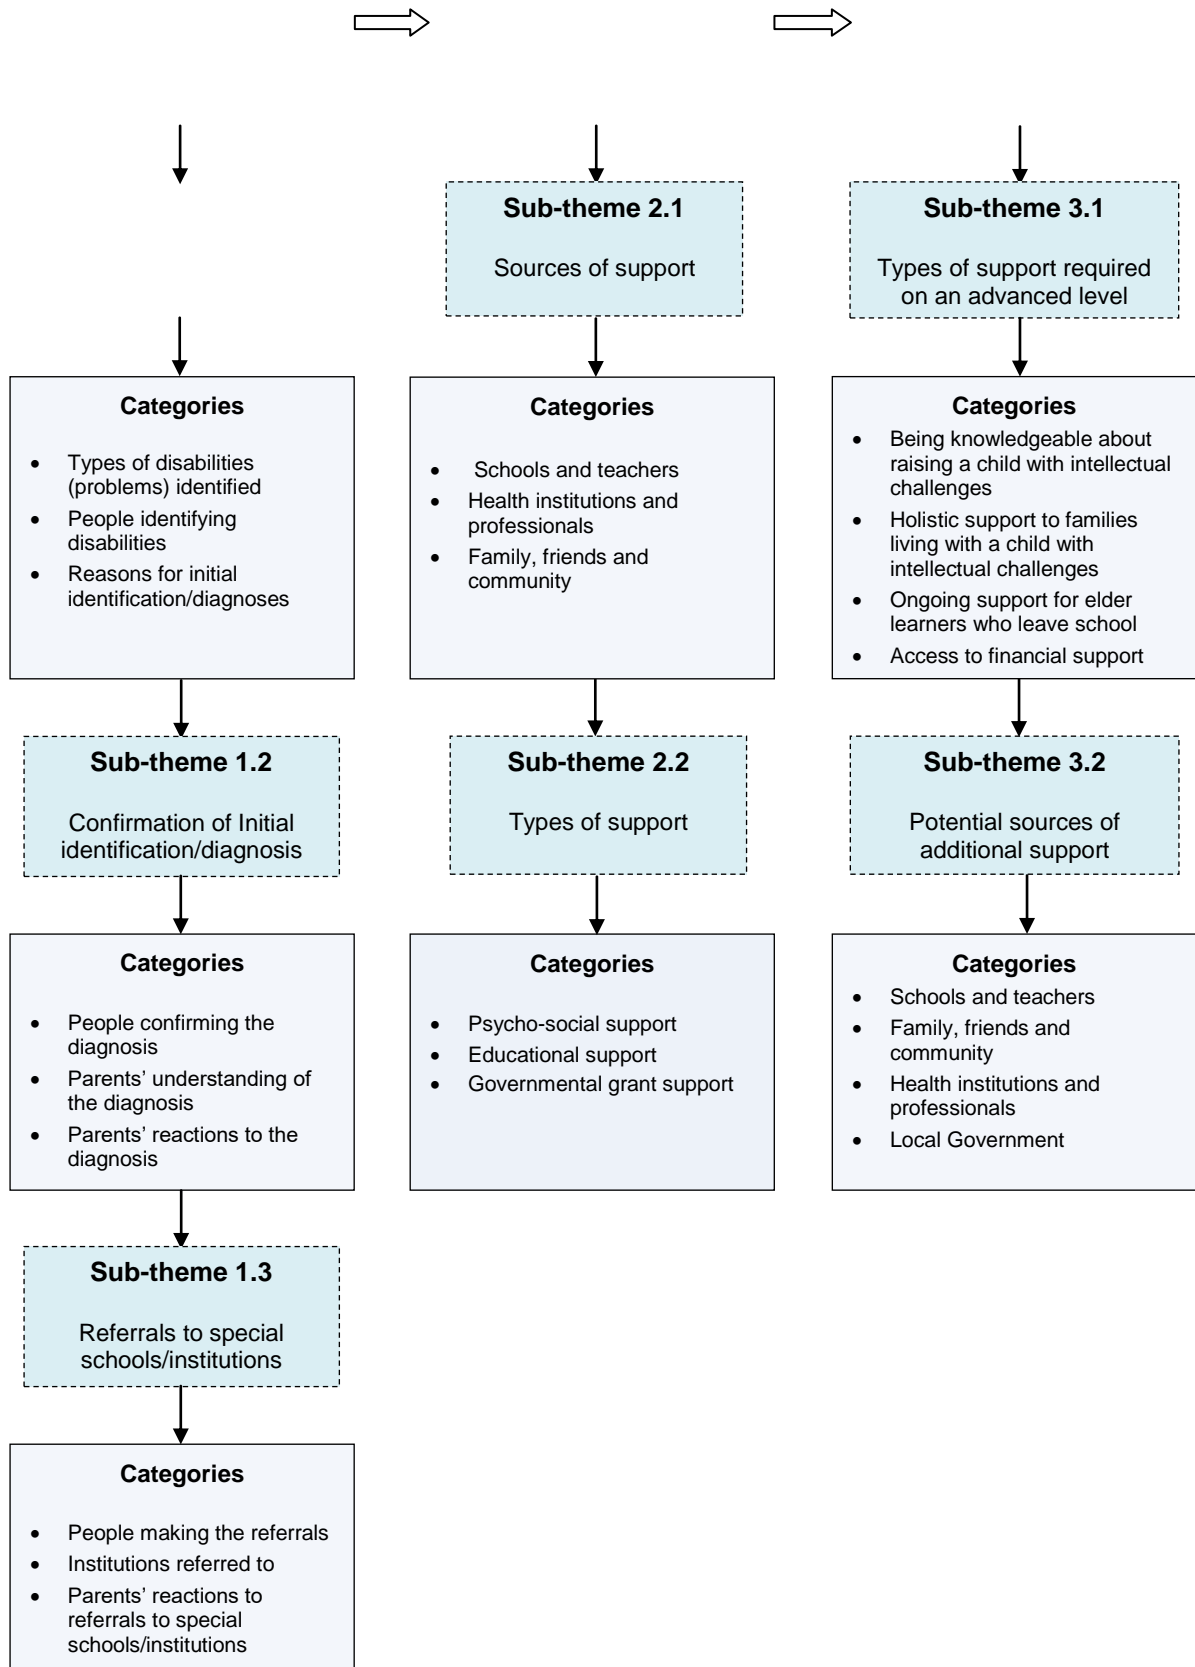 Sub-theme 2.1
Sources of support
Sub-theme 3.1
Types of support required
on an advanced level
Categories
• Types of disabilities
(problems) identified
• People identifying
disabilities
• Reasons for initial
identification/diagnoses
Categories
• Schools and teachers
• Health institutions and
professionals
• Family, friends and
community
Categories
• Being knowledgeable about
raising a child with intellectual
challenges
• Holistic support to families
living with a child with
intellectual challenges
• Ongoing support for elder
learners who leave school
• Access to financial support
Sub-theme 1.2
Confirmation of Initial
identification/diagnosis
Sub-theme 2.2
Types of support
Sub-theme 3.2
Potential sources of
additional support
Categories
• People confirming the
diagnosis
• Parents’ understanding of
the diagnosis
• Parents’ reactions to the
diagnosis
Categories
• Psycho-social support
• Educational support
• Governmental grant support
Categories
• Schools and teachers
• Family, friends and
community
• Health institutions and
professionals
• Local Government
Sub-theme 1.3
Referrals to special
schools/institutions
Categories
• People making the referrals
• Institutions referred to
• Parents’ reactions to
referrals to special
schools/institutions